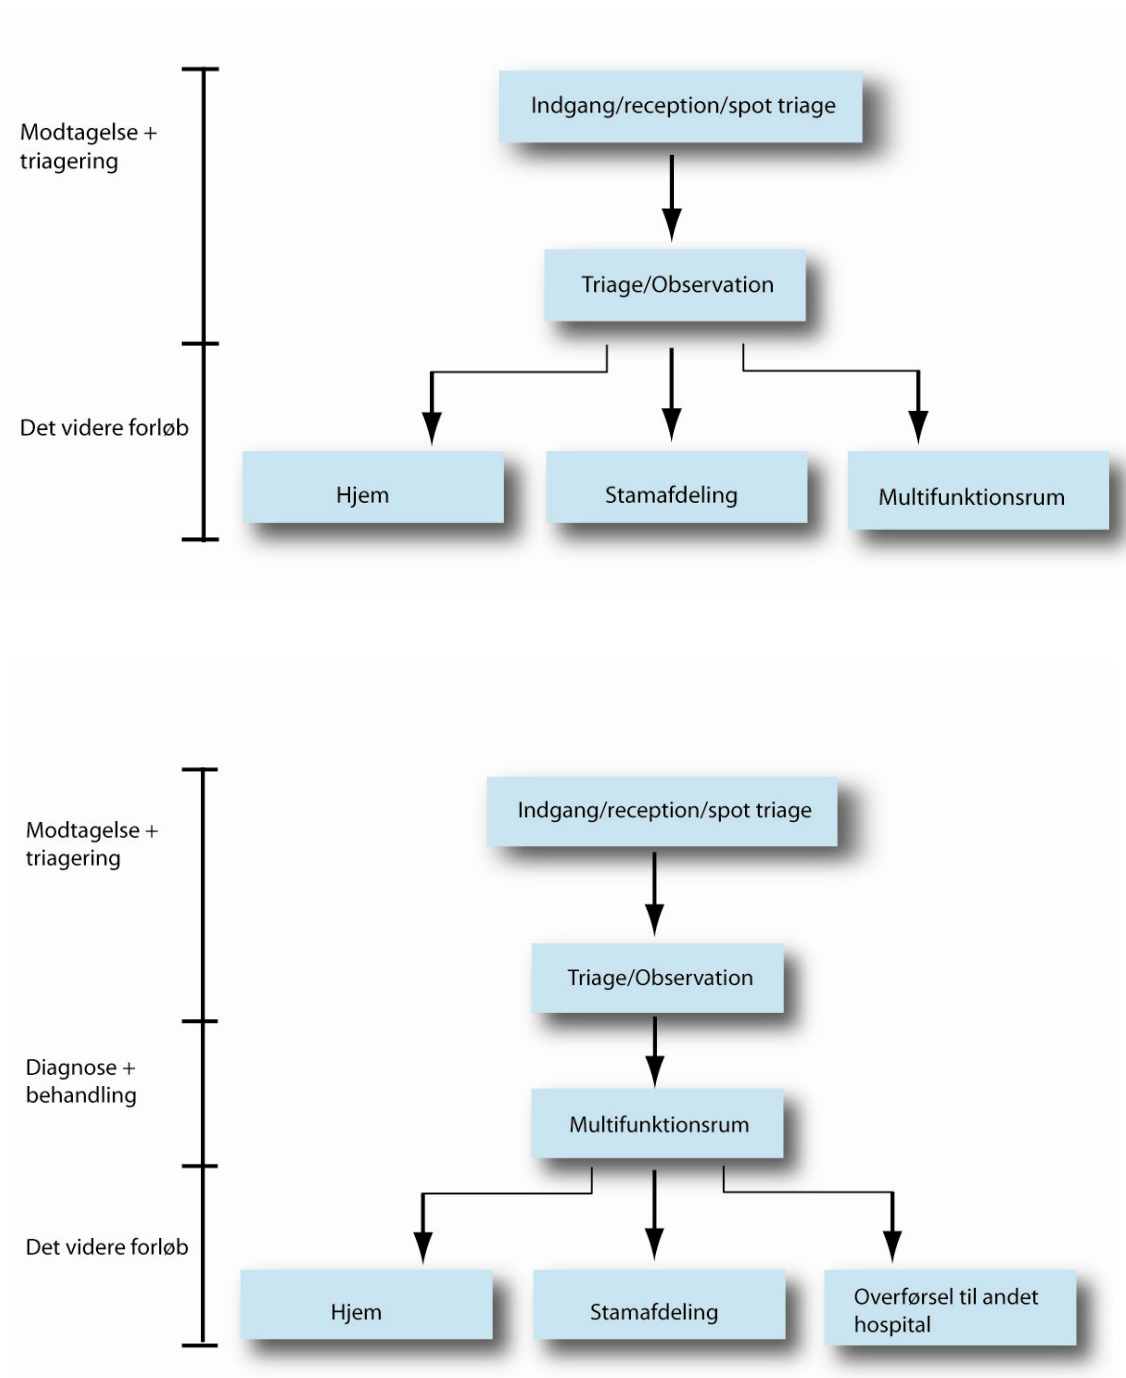 Indgang/reception/spot triage
Modtagelse +
triagering
Triage/Observation
Det videre forløb
Hjem
Stamafdeling
Multifunktionsrum
Indgang/reception/spot triage
Modtagelse +
triagering
Triage/Observation
Diagnose +
behandling
Multifunktionsrum
Det videre forløb
Hjem
Stamafdeling
Overførsel til andet
hospital